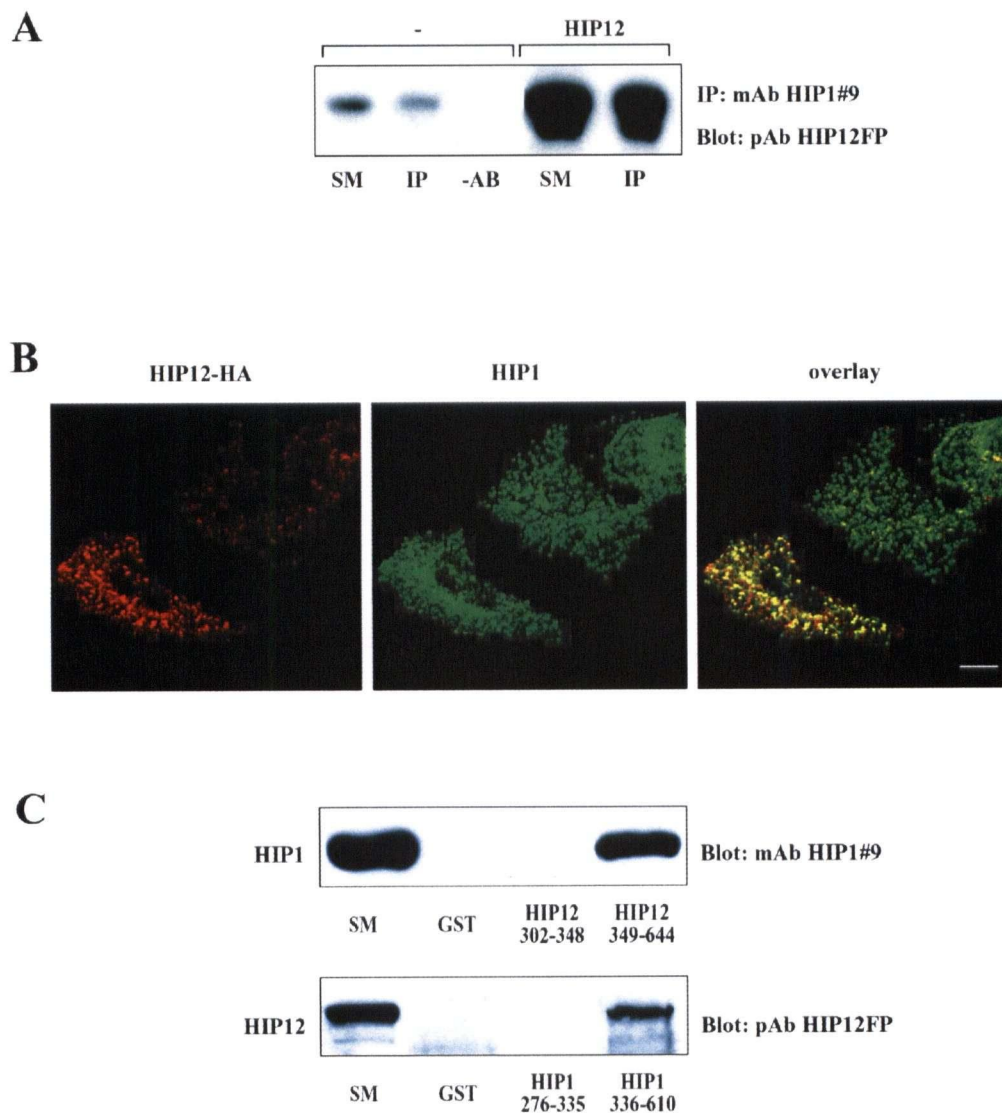 A
-
HIP12
IP: mAb HIP1#9
Blot: pAb HIP12FP
SM IP -AB SM IP
B
HIP12-HA HIP1 overlay
C
HIP1
Blot: mAb HIP1#9
SM GST HIP12 HIP12
302-348 349-644
HIP12
Blot: pAb HIP12FP
SM GST HIP1 HIP1
276-335 336-610